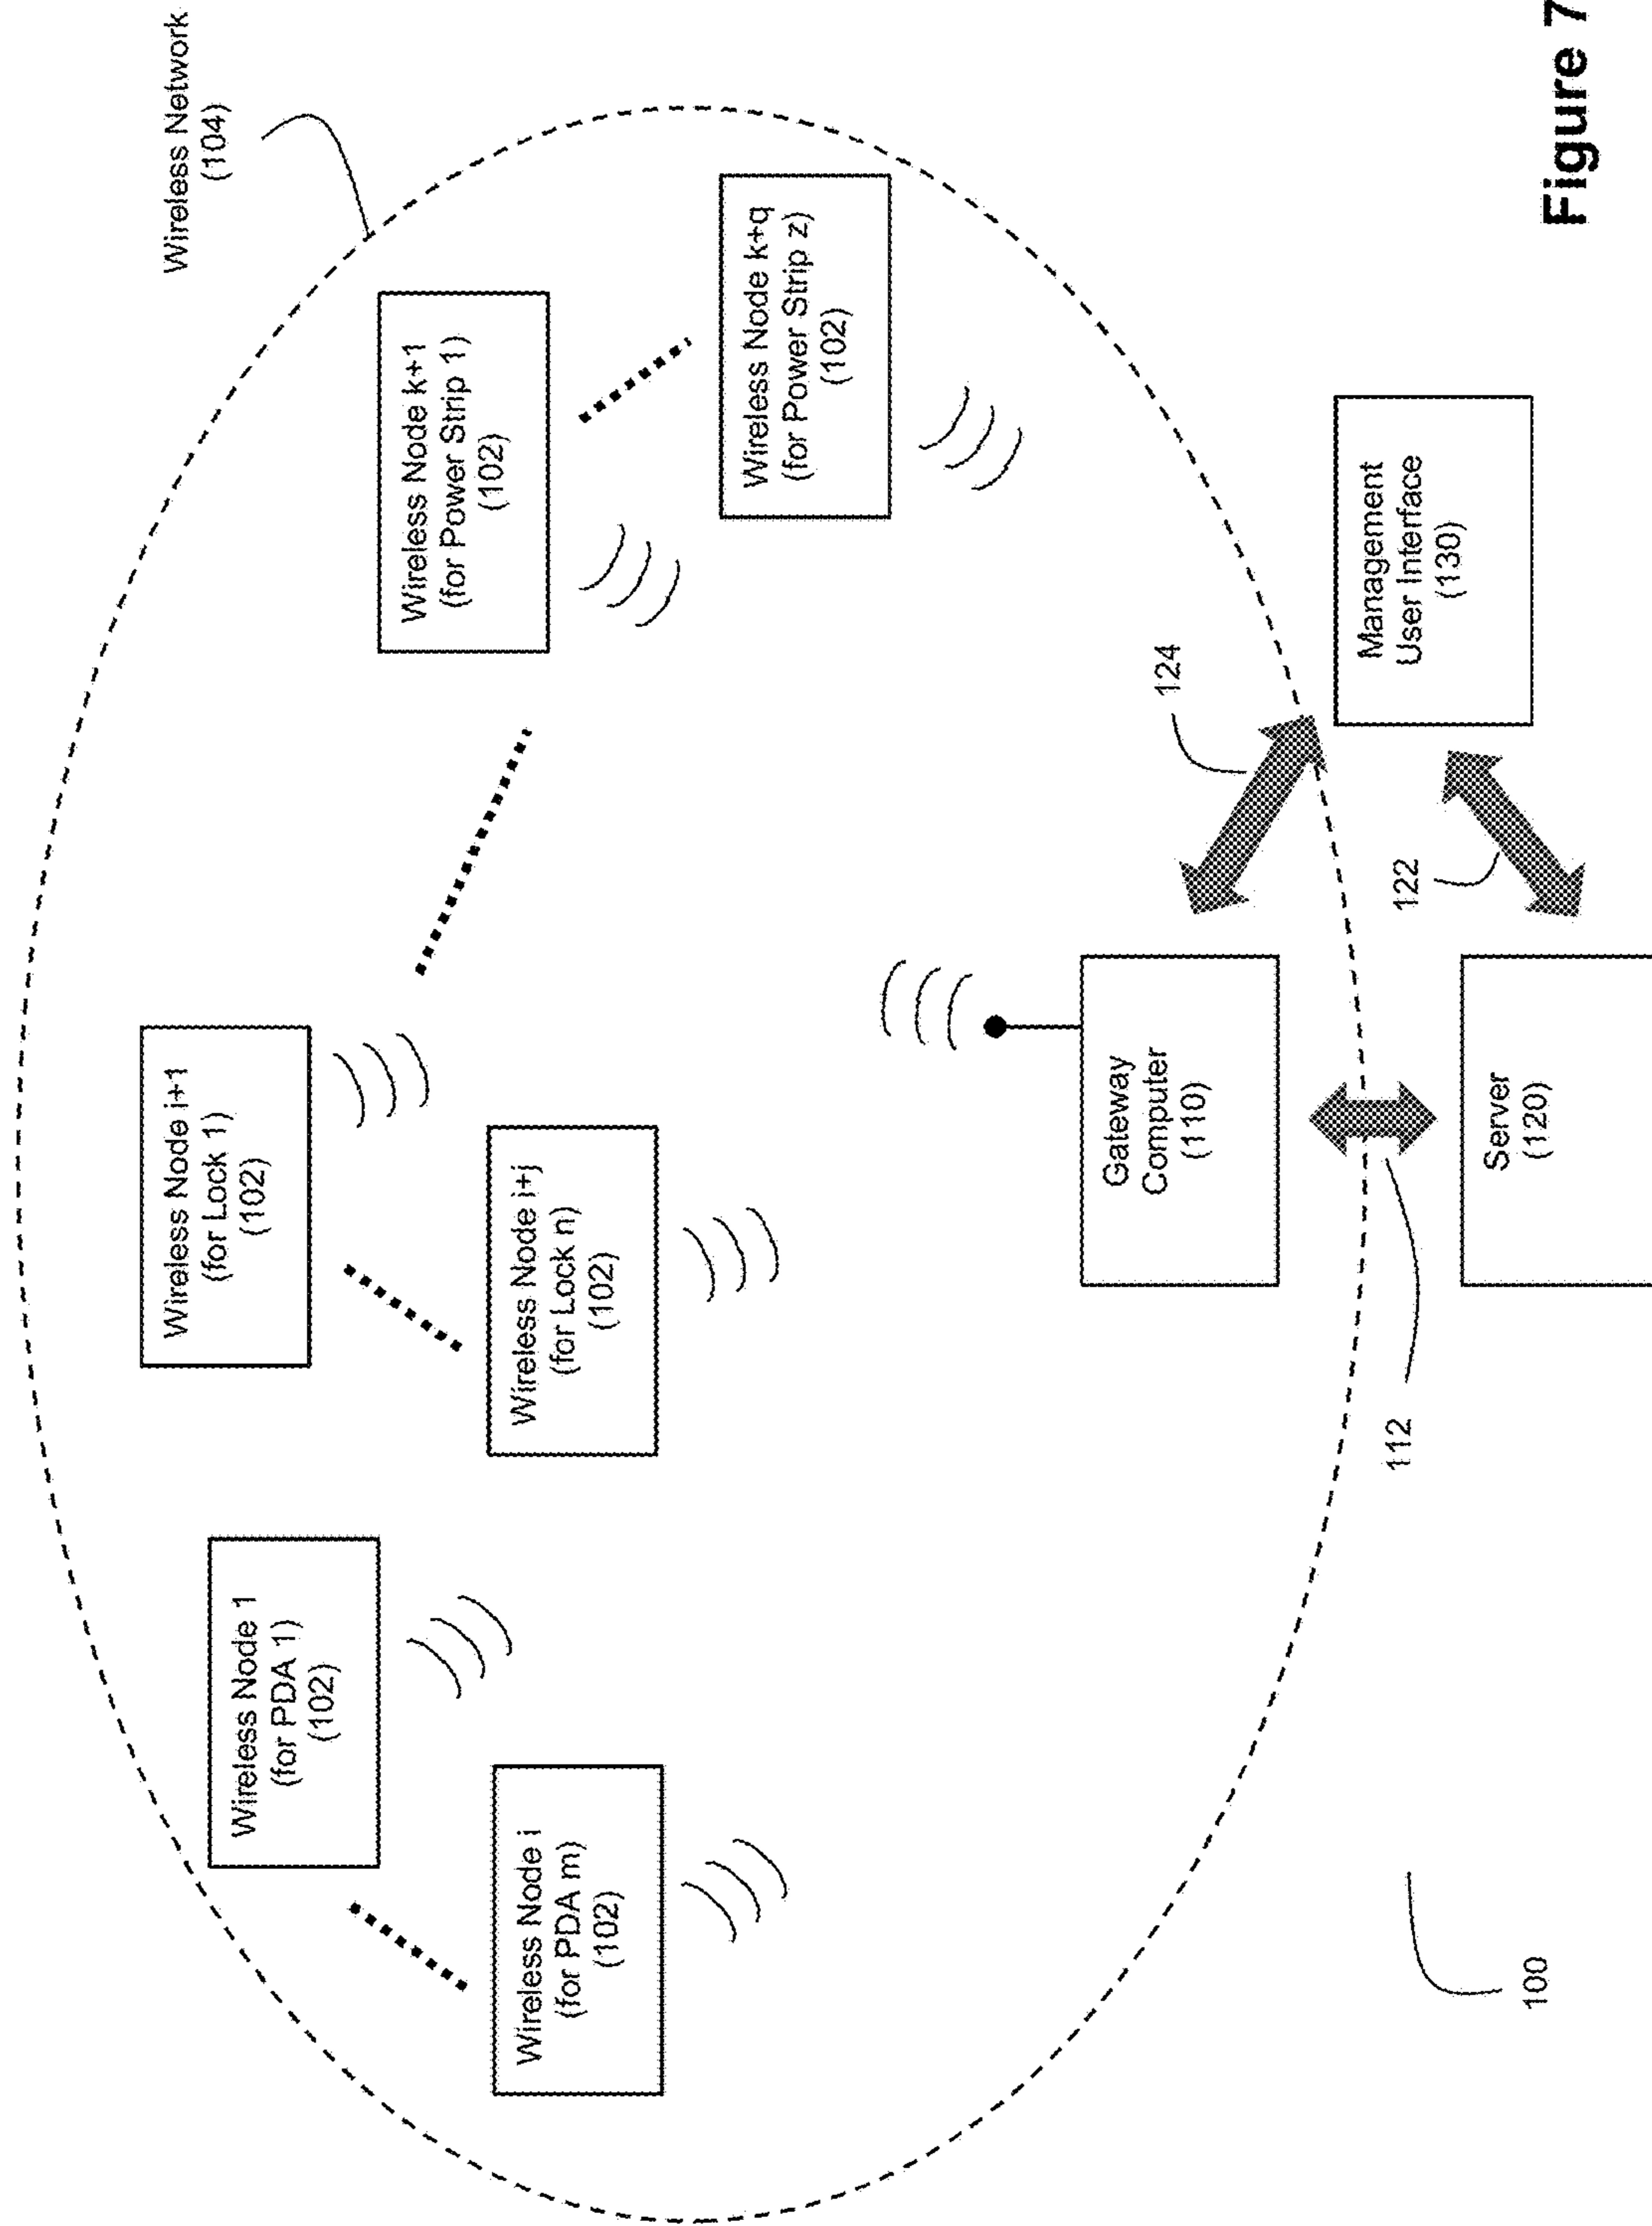 Wireless Network
(104)
Wireless Node i+1
(for Lock 1)
(102)
Wireless Node 1
(for PDA 1)
(102)
Wireless Node k+1
(for Power Strip 1)
(102)
Wireless Node i+j
(for Lock n)
(102)
Wireless Node i
(for PDA m)
(102)
Wireless Node k+q
(for Power Strip z)
(102)
Gateway
Computer
(110)
124
Management
User Interface
(130)
122
112
Server
(120)
100
Figure 7